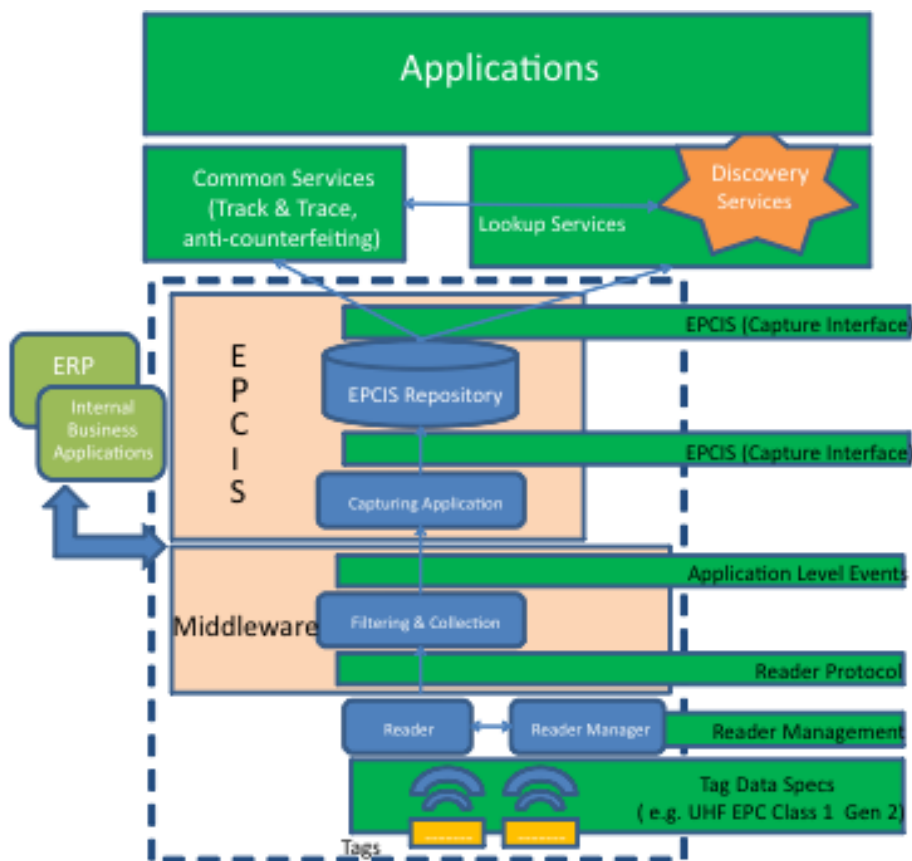 Applications
Common Services
(Track & Trace,
anti-counterfeiting)
Discovery
Services
Lookup Services
EPCIS (Capture Interface)
E
P
C
I
S
EPCIS Repository
ERP
Internal
Business
Applications
EPCIS (Capture Interface)
Capturing Application
Application Level Events
Middleware
Filtering & Collection
Reader Protocol
Reader
Reader Manager
Reader Management
Tag Data Specs
( e.g. UHF EPC Class 1 Gen 2)
Tags